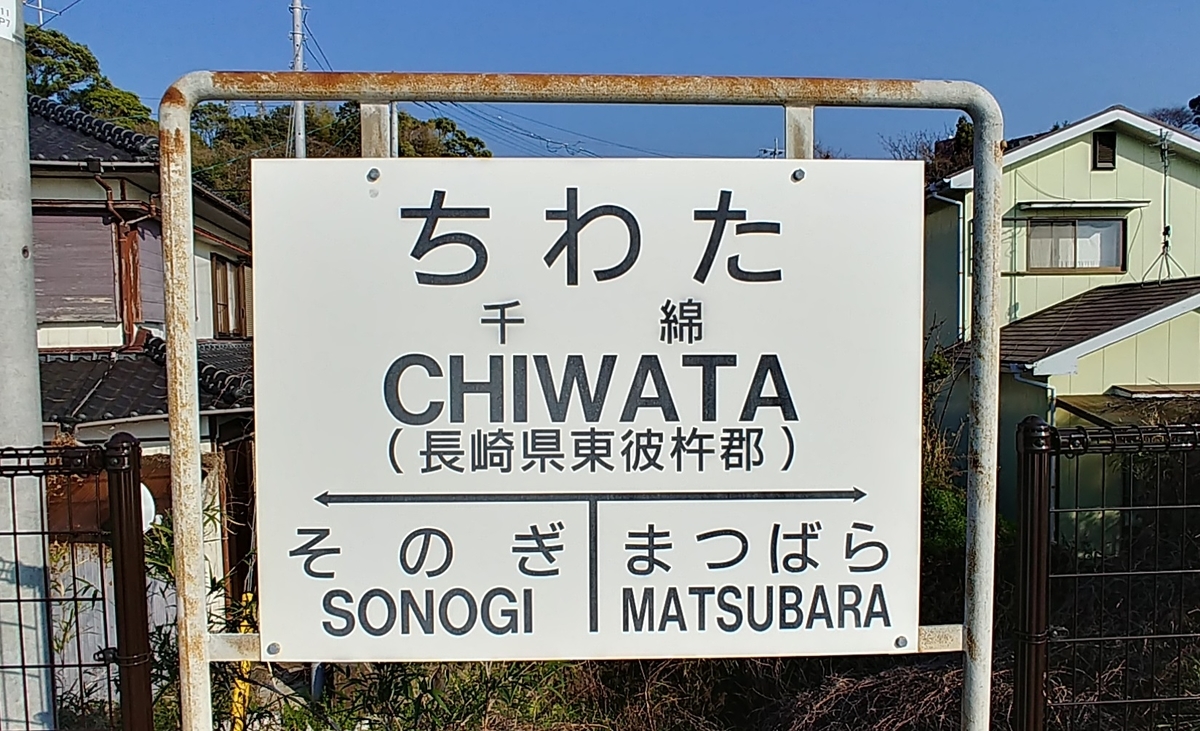 ちわた
千綿
CHIWATA
(長崎県東彼杵郡)
そのぎ まつばら
SONOGI MATSUBARA